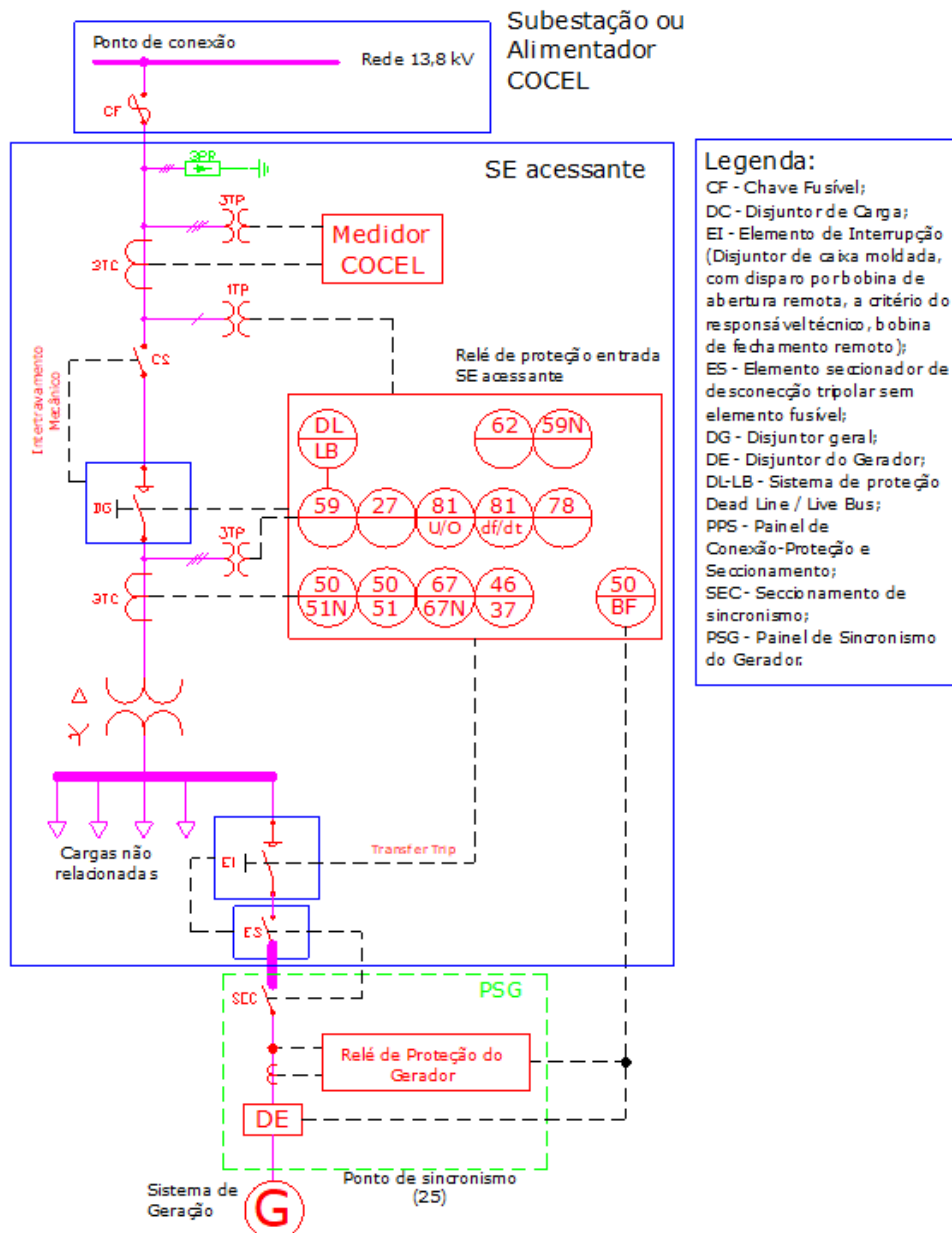 Subestação ou
Alimentador
COCEL
Ponto de conexão
Rede 13,8 kV
CF
SE acessante
3PR
3TP
Medidor
COCEL
3TC
1TP
CS
Intertravamento
Mecânico
Relé de proteção entrada
SE acessante
DL
LB
62
59N
DG
59
27
81
U/O
81
df/dt
78
3TP
3TC
50
51N
50
51
67
67N
46
37
50
BF
Cargas não
relacionadas
EI
Transfer Trip
ES
SEC
PSG
Relé de Proteção do
Gerador
DE
Ponto de sincronismo
(25)
Sistema de
Geração
G
Legenda:
CF - Chave Fusível;
DC - Disjuntor de Carga;
EI - Elemento de Interrupção
(Disjuntor de caixa moldada,
com disparo por bobina de
abertura remota, a critério do
responsável técnico, bobina
de fechamento remoto);
ES - Elemento seccionador de
desconecção tripolar sem
elemento fusível;
DG - Disjuntor geral;
DE - Disjuntor do Gerador;
DL-LB - Sistema de proteção
Dead Line / Live Bus;
PPS - Painel de
Conexão-Proteção e
Seccionamento;
SEC - Seccionamento de
sincronismo;
PSG - Painel de Sincronismo
do Gerador.